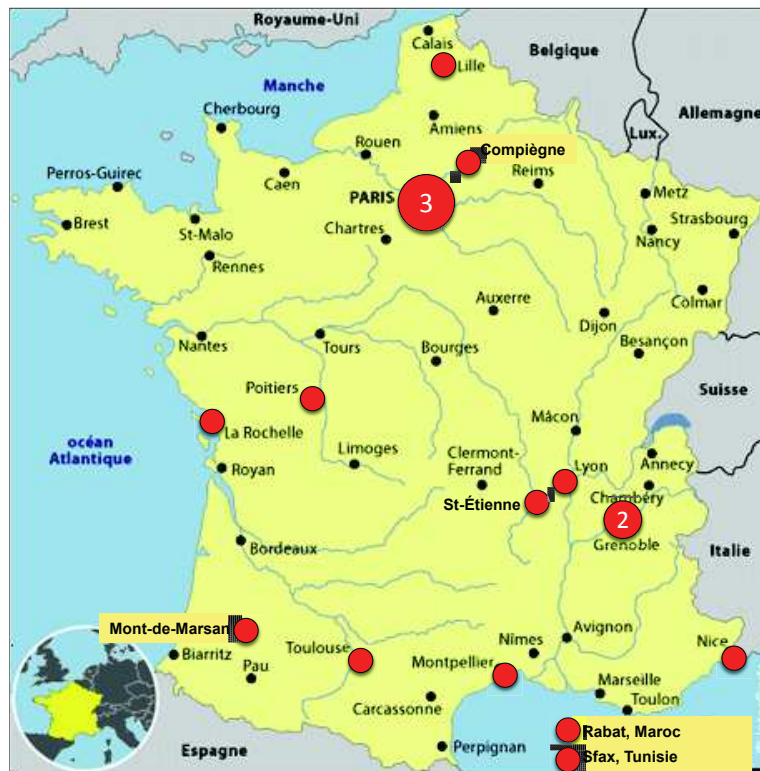 Royaume-Uni
Calais
Belgique
Lille
Manche
Allemagne
Cherbourg
Amiens
Lux.
Rouen
Compiègne
Perros-Guirec
Caen
Reims
Metz
PARIS
3
Brest
St-Malo
Chartres
Strasbourg
Nancy
Rennes
Auxerre
Colmar
Dijon
Nantes
Tours
Bourges
Besançon
Poitiers
Suisse
La Rochelle
Mâcon
océan
Atlantique
Limoges
Clermont-
Ferrand
Lyon
Annecy
Royan
Chambéry
St-Étienne
2
Bordeaux
Grenoble
Italie
Mont-de-Marsan
Avignon
Toulouse
Nîmes
Nice
Biarritz
Pau
Montpellier
Marseille
Carcassonne
Toulon
Rabat, Maroc
Espagne
Perpignan
Sfax, Tunisie